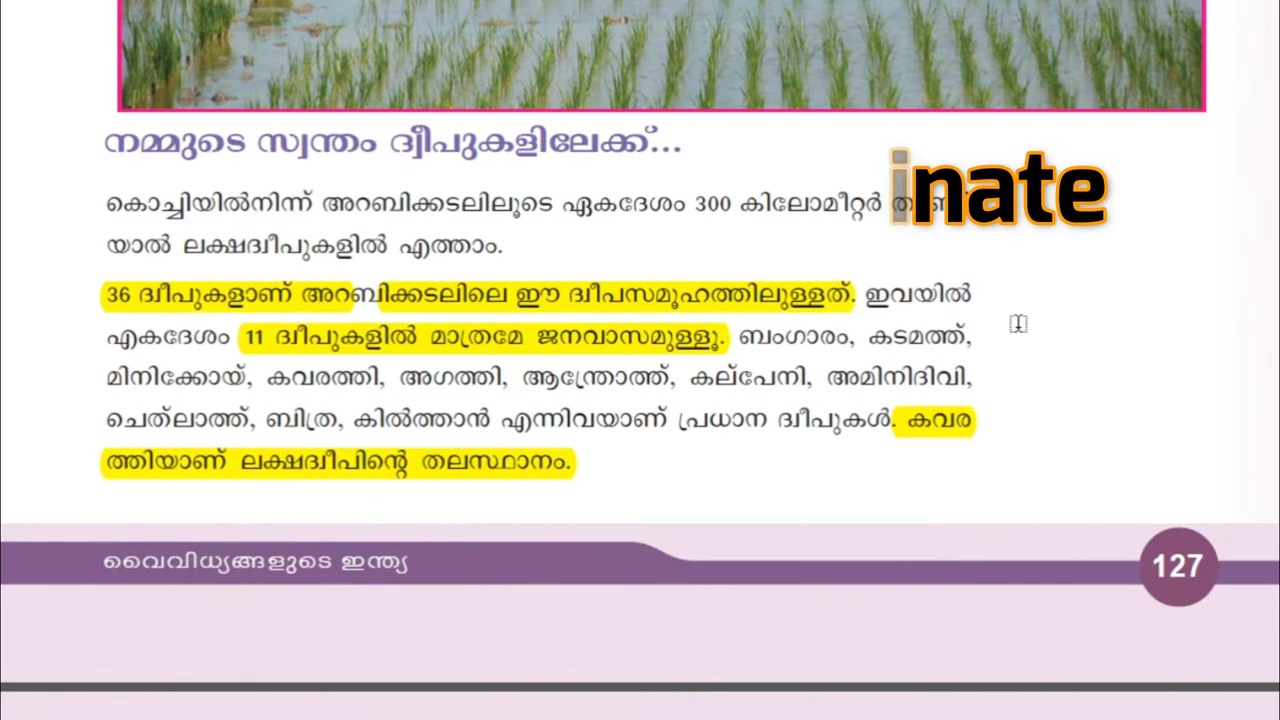 നമ്മുടെ സ്വന്തം ദ്വീപുകളിലേക്ക്...
inate
കൊച്ചിയിൽനിന്ന് അറബിക്കടലിലൂടെ ഏകദേശം 300 കിലോമീറ്റർ
യാൽ ലക്ഷദ്വീപുകളിൽ എത്താം.
36 ദ്വീപുകളാണ് അറബിക്കടലിലെ ഈ ദ്വീപസമൂഹത്തിലുള്ളത്. ഇവയിൽ
എകദേശം 11 ദ്വീപുകളിൽ മാത്രമേ ജനവാസമുള്ളൂ. ബംഗാരം, കടമത്ത്,
മിനിക്കോയ്, കവരത്തി, അഗത്തി, ആന്ത്രോത്ത്, കല്പേനി, അമിനിദിവി,
ചെത്‌ലാത്ത്, ബിത്ര, കിൽത്താൻ എന്നിവയാണ് പ്രധാന ദ്വീപുകൾ. കവര
ത്തിയാണ് ലക്ഷദ്വീപിന്റെ തലസ്ഥാനം.
വൈവിധ്യങ്ങളുടെ ഇന്ത്യ
127